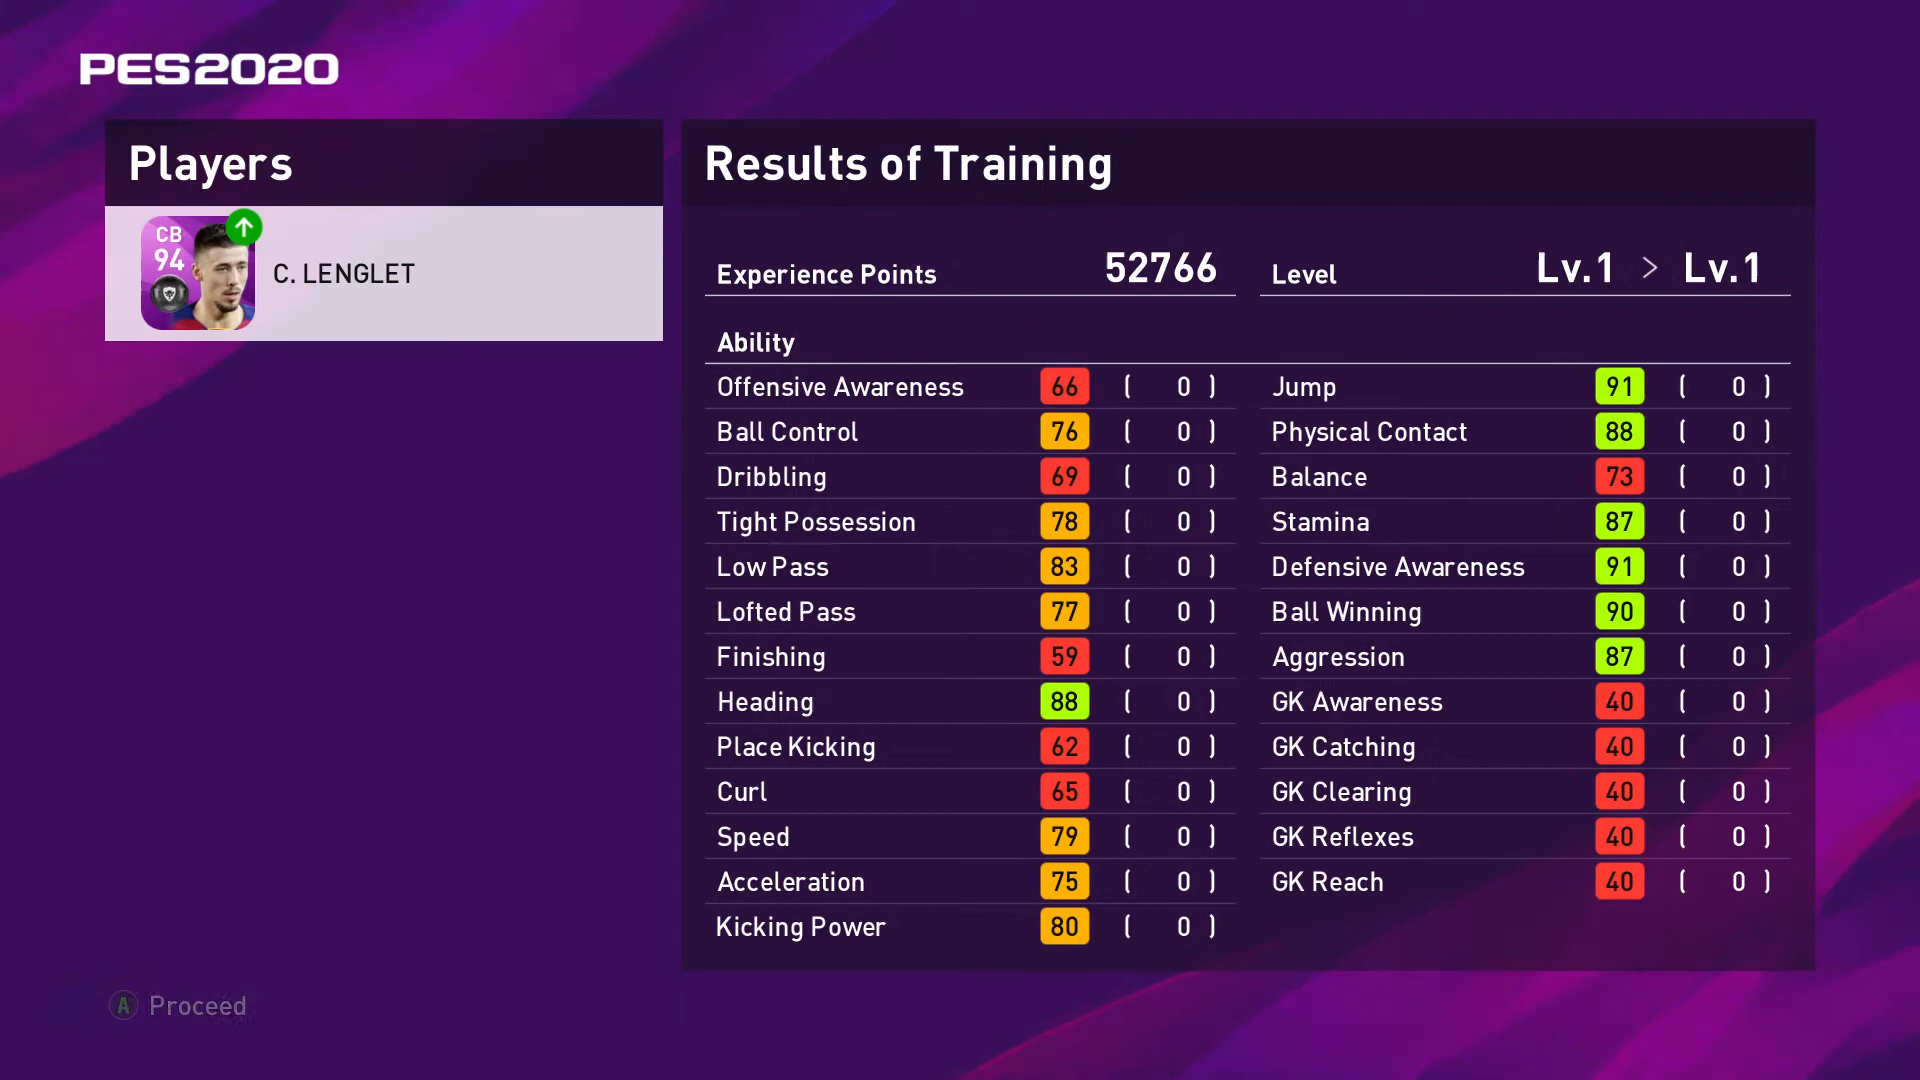 PES2020
Players
CB
94
C. LENGLET
Results of Training
Experience Points 52766 Level Lv.1 > Lv.1
Ability
Offensive Awareness 66 ( 0 ) Jump 91 ( 0 )
Ball Control 76 ( 0 ) Physical Contact 88 ( 0 )
Dribbling 69 ( 0 ) Balance 73 ( 0 )
Tight Possession 78 ( 0 ) Stamina 87 ( 0 )
Low Pass 83 ( 0 ) Defensive Awareness 91 ( 0 )
Lofted Pass 77 ( 0 ) Ball Winning 90 ( 0 )
Finishing 59 ( 0 ) Aggression 87 ( 0 )
Heading 88 ( 0 ) GK Awareness 40 ( 0 )
Place Kicking 62 ( 0 ) GK Catching 40 ( 0 )
Curl 65 ( 0 ) GK Clearing 40 ( 0 )
Speed 79 ( 0 ) GK Reflexes 40 ( 0 )
Acceleration 75 ( 0 ) GK Reach 40 ( 0 )
Kicking Power 80 ( 0 )
A Proceed